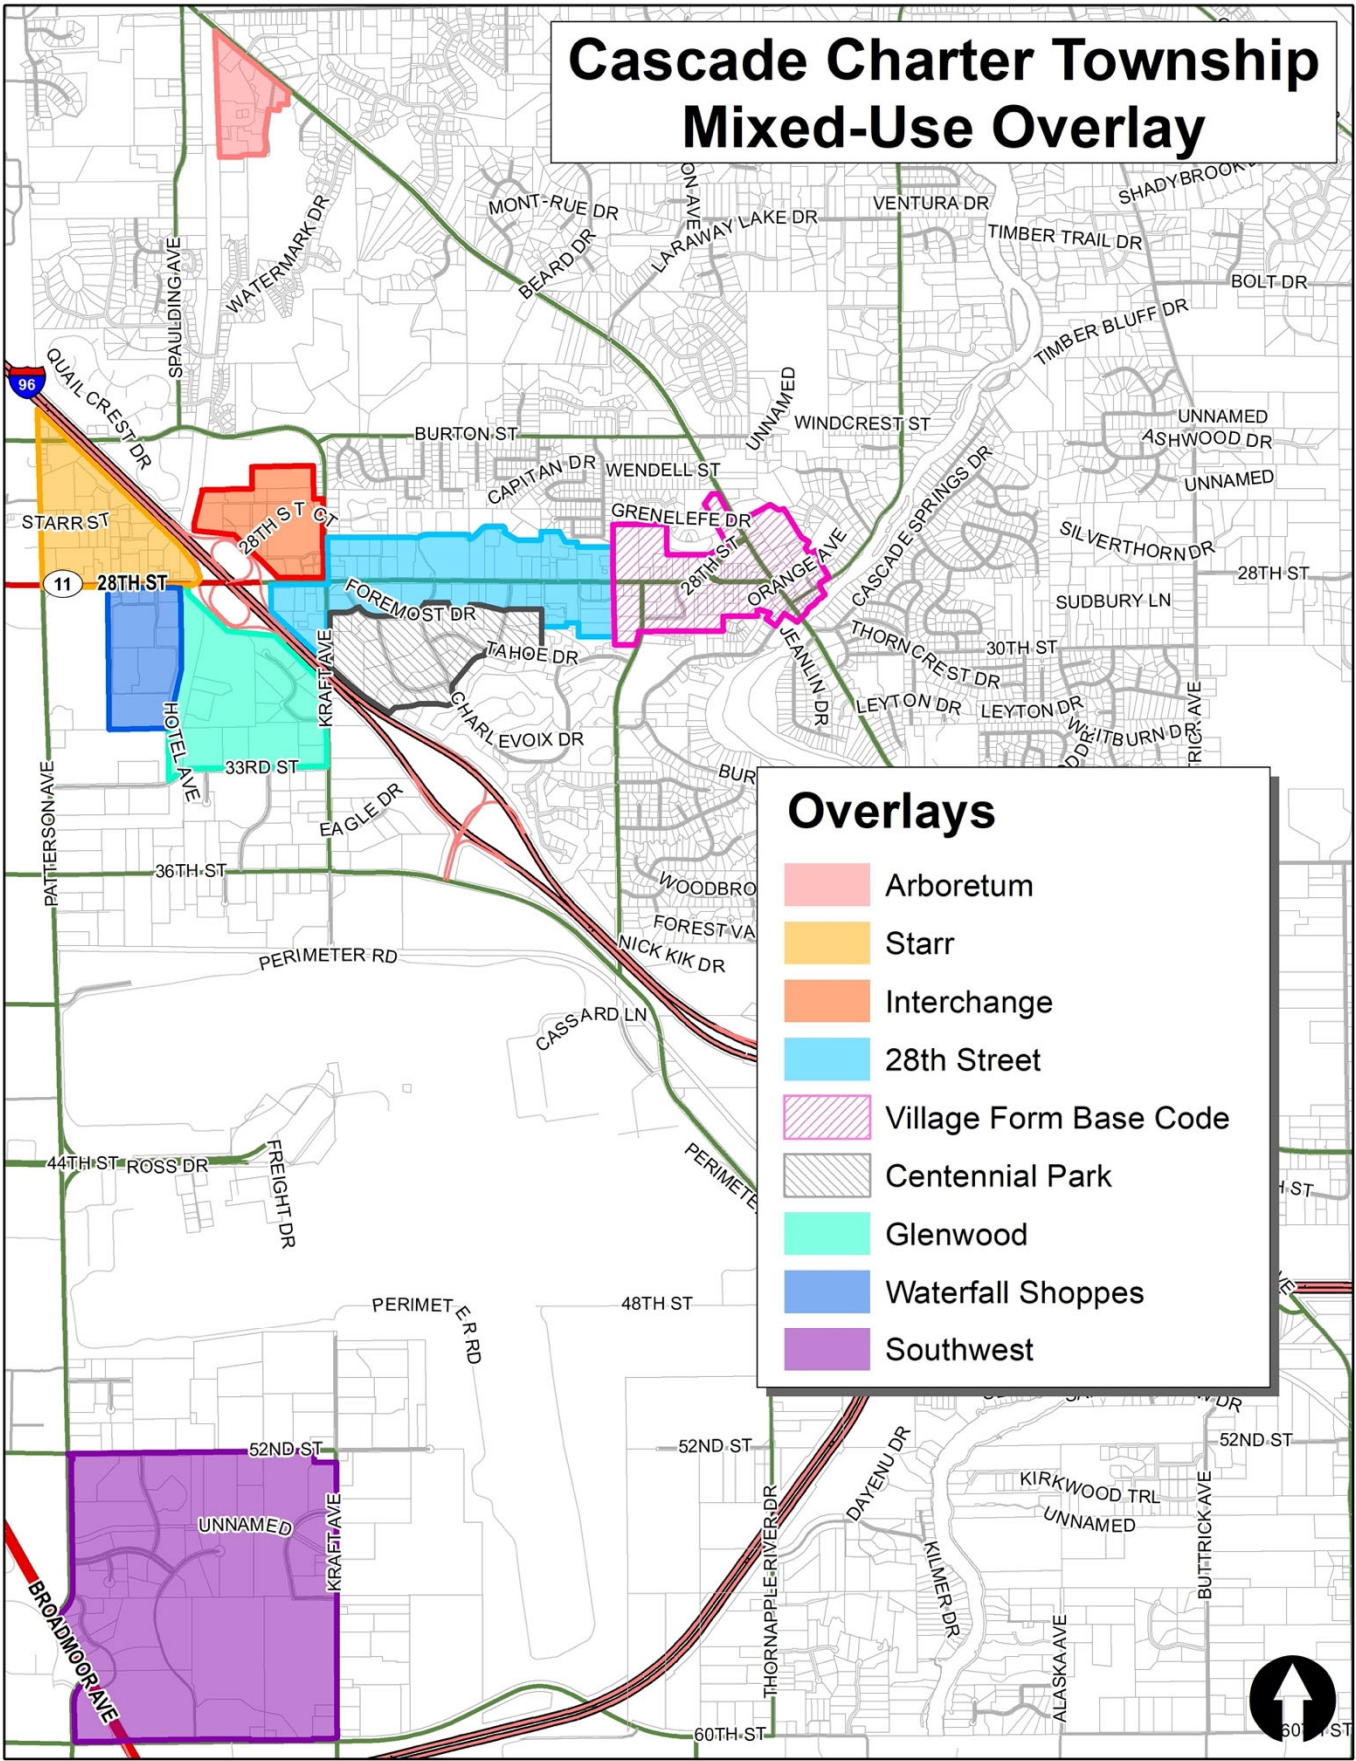 Cascade Charter Township
Mixed-Use Overlay
MONT-RUE DR
BEARD DR
ON AVE
LARAWAY LAKE DR
VENTURA DR
SHADYBROOK
TIMBER TRAIL DR
BOLT DR
TIMBER BLUFF DR
WATERMARK DR
SPAULDING AVE
96
QUAIL CREST DR
BURTON ST
UNNAMED
WINDCREST ST
UNNAMED
ASHWOOD DR
UNNAMED
CAPITAN DR
WENDELL ST
CASCADE SPRINGS DR
STARR ST
28TH ST CT
GRENELEFE DR
28TH ST
ORANGE AVE
SILVERTHORN DR
28TH ST
11
28TH ST
FOREMOST DR
SUDBURY LN
TAHOE DR
THORNCREST DR
30TH ST
KRAFT AVE
JEANLIN DR
LEYTON DR
LEYTON DR
WHITBURN DR
CHARLEVOIX DR
HOTEL AVE
33RD ST
PATTERSON AVE
EAGLE DR
BUR
36TH ST
WOODBRO
FOREST VA
NICK KIK DR
PERIMETER RD
CASSARD LN
Overlays
Arboretum
Starr
Interchange
28th Street
Village Form Base Code
Centennial Park
Glenwood
Waterfall Shoppes
Southwest
44TH ST
ROSS DR
FREIGHT DR
PERIMETE
H ST
PERIMETER RD
48TH ST
52ND ST
52ND ST
52ND ST
W DR
UNNAMED
KRAFT AVE
DAYENU DR
KIRKWOOD TRL
UNNAMED
BUTTRICK AVE
THORNAPPLE RIVER DR
KILMER DR
BROADMOOR AVE
ALASKA AVE
60TH ST
60TH ST